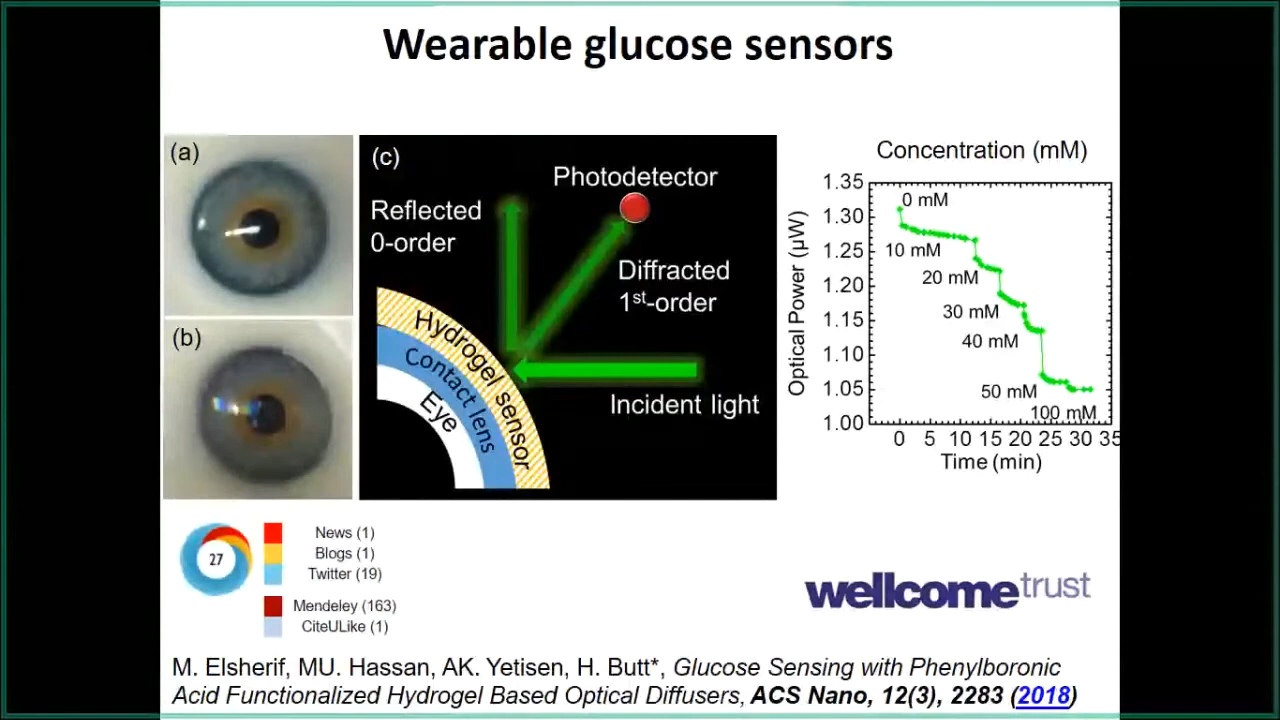 Wearable glucose sensors
(a)
(b)
(c)
Photodetector
Reflected
0-order
Diffracted
1st-order
Incident light
Hydrogel sensor
Contact lens
Eye
Concentration (mM)
1.35
1.30
1.25
1.20
1.15
1.10
1.05
1.00
Optical Power (µW)
0 mM
10 mM
20 mM
30 mM
40 mM
50 mM
100 mM
0 5 10 15 20 25 30 35
Time (min)
27
News (1)
Blogs (1)
Twitter (19)
Mendeley (163)
CiteULike (1)
wellcometrust
M. Elsherif, MU. Hassan, AK. Yetisen, H. Butt*, Glucose Sensing with Phenylboronic
Acid Functionalized Hydrogel Based Optical Diffusers, ACS Nano, 12(3), 2283 (2018)